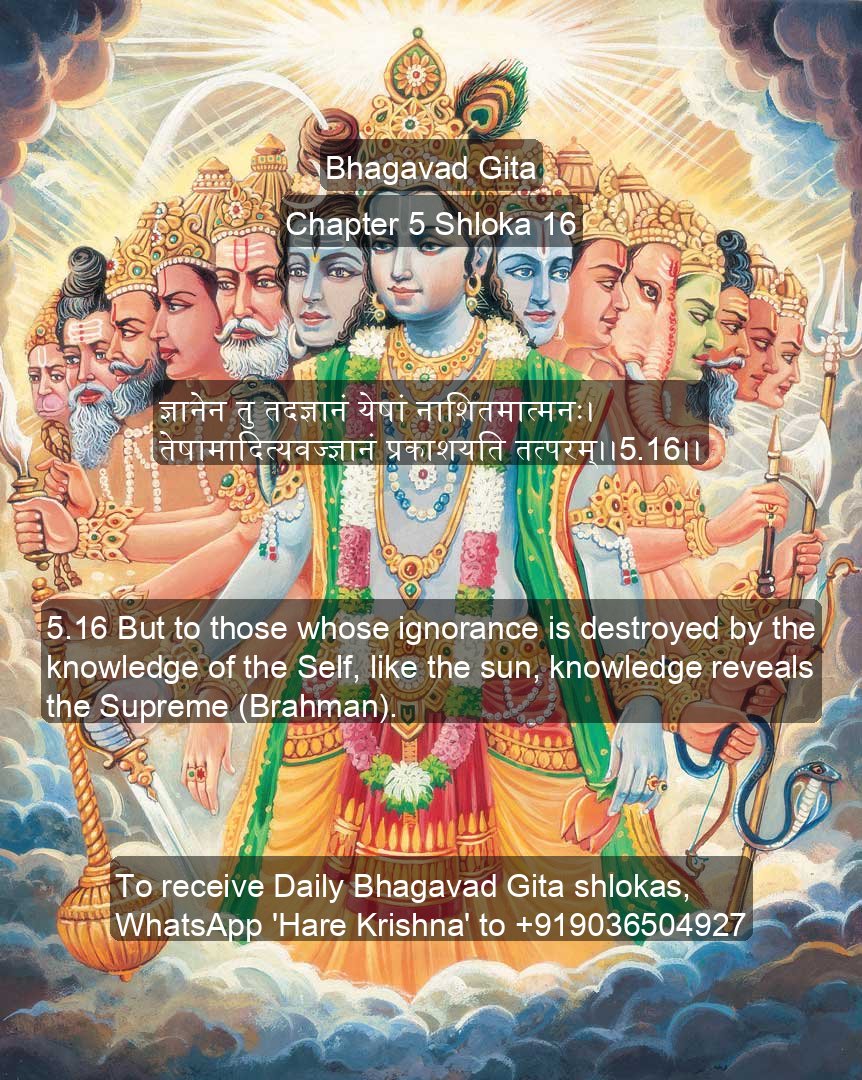 Bhagavad Gita
Chapter 5 Shloka 16
ज्ञानेन तु तदज्ञानं येषां नाशितमात्मनः।
तेषामादित्यवज्ज्ञानं प्रकाशयति तत्परम्।।5.16।।
5.16 But to those whose ignorance is destroyed by the
knowledge of the Self, like the sun, knowledge reveals
the Supreme (Brahman).
To receive Daily Bhagavad Gita shlokas,
WhatsApp 'Hare Krishna' to +919036504927